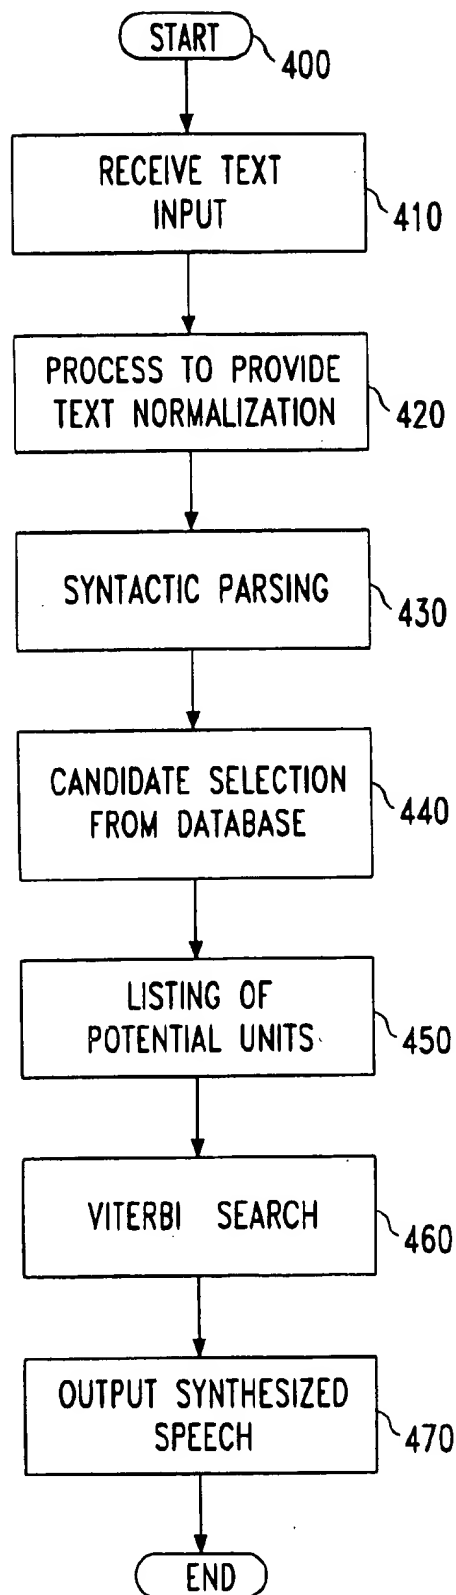 START
400
RECEIVE TEXT
INPUT
410
PROCESS TO PROVIDE
TEXT NORMALIZATION
420
SYNTACTIC PARSING
430
CANDIDATE SELECTION
FROM DATABASE
440
LISTING OF
POTENTIAL UNITS
450
VITERBI SEARCH
460
OUTPUT SYNTHESIZED
SPEECH
470
END